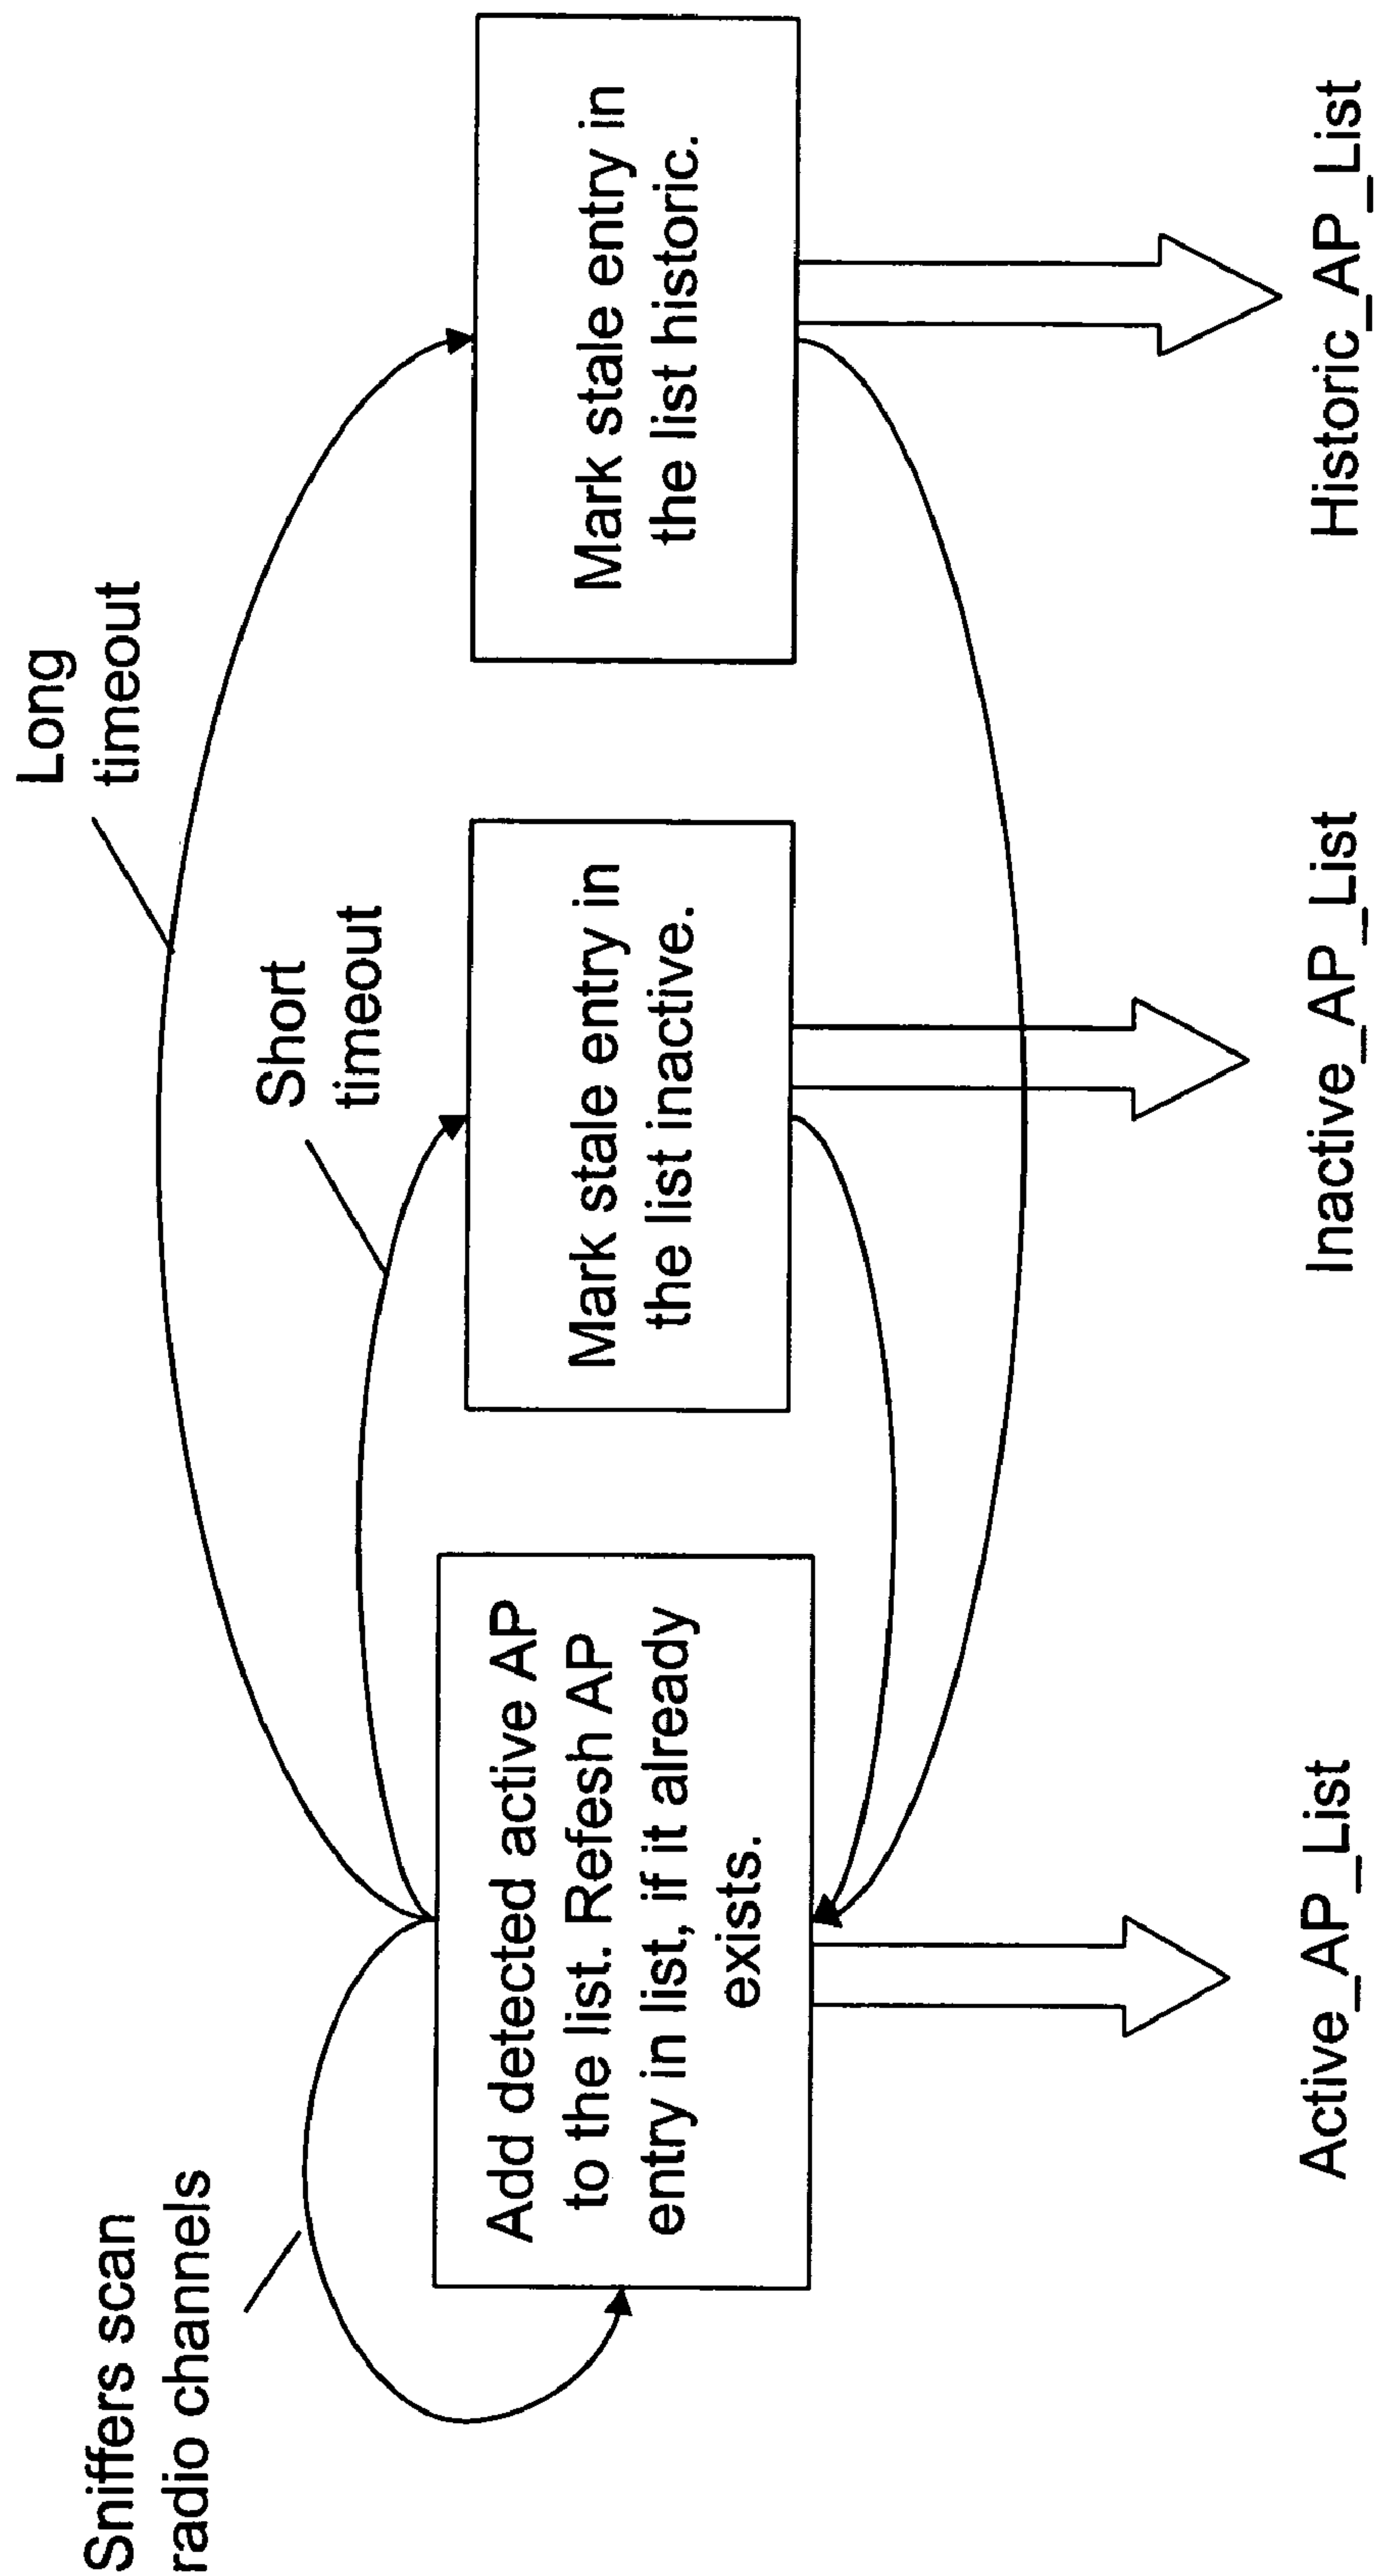 Sniffers scan
radio channels
Short
timeout
Long
timeout
Add detected active AP
to the list. Refesh AP
entry in list, if it already
exists.
Mark stale entry in
the list inactive.
Mark stale entry in
the list historic.
Active_AP_List
Inactive_AP_List
Historic_AP_List